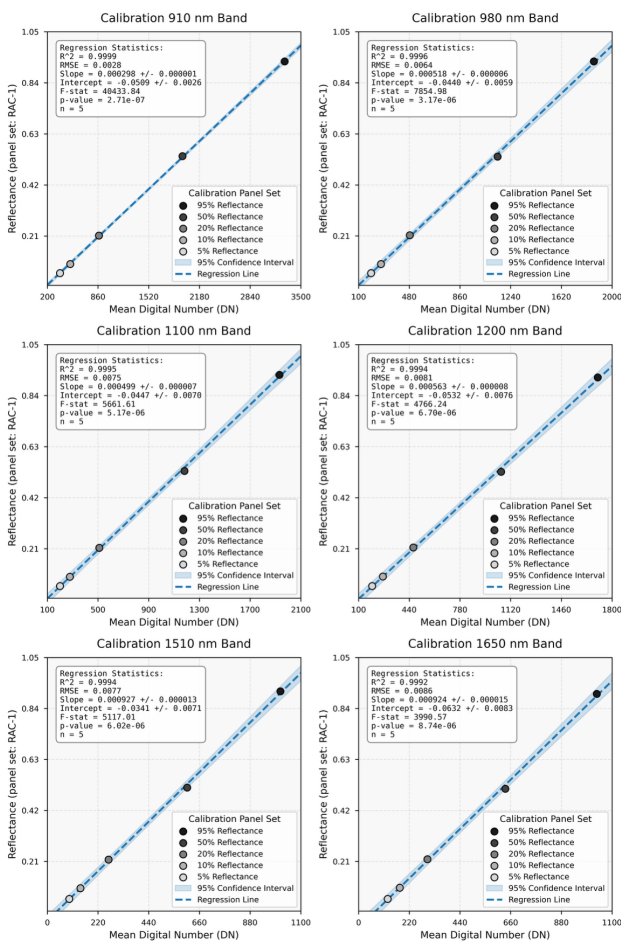 Calibration 910 nm Band
Reflectance (panel set: RAC-1)
1.05
0.84
0.63
0.42
0.21
Regression Statistics:
R^2 = 0.9999
RMSE = 0.0028
Slope = 0.000298 +/- 0.000001
Intercept = -0.0509 +/- 0.0026
F-stat = 40433.84
p-value = 2.71e-07
n = 5
Calibration Panel Set
95% Reflectance
50% Reflectance
20% Reflectance
10% Reflectance
5% Reflectance
95% Confidence Interval
Regression Line
200 860 1520 2180 2840 3500
Mean Digital Number (DN)
Calibration 980 nm Band
1.05
0.84
0.63
0.42
0.21
Regression Statistics:
R^2 = 0.9996
RMSE = 0.0064
Slope = 0.000518 +/- 0.000006
Intercept = -0.0440 +/- 0.0059
F-stat = 7854.98
p-value = 3.17e-06
n = 5
Calibration Panel Set
95% Reflectance
50% Reflectance
20% Reflectance
10% Reflectance
5% Reflectance
95% Confidence Interval
Regression Line
100 480 860 1240 1620 2000
Mean Digital Number (DN)
Calibration 1100 nm Band
Reflectance (panel set: RAC-1)
1.05
0.84
0.63
0.42
0.21
Regression Statistics:
R^2 = 0.9995
RMSE = 0.0075
Slope = 0.000499 +/- 0.000007
Intercept = -0.0447 +/- 0.0070
F-stat = 5661.61
p-value = 5.17e-06
n = 5
Calibration Panel Set
95% Reflectance
50% Reflectance
20% Reflectance
10% Reflectance
5% Reflectance
95% Confidence Interval
Regression Line
100 500 900 1300 1700 2100
Mean Digital Number (DN)
Calibration 1200 nm Band
1.05
0.84
0.63
0.42
0.21
Regression Statistics:
R^2 = 0.9994
RMSE = 0.0081
Slope = 0.000563 +/- 0.000008
Intercept = -0.0532 +/- 0.0076
F-stat = 4766.24
p-value = 6.70e-06
n = 5
Calibration Panel Set
95% Reflectance
50% Reflectance
20% Reflectance
10% Reflectance
5% Reflectance
95% Confidence Interval
Regression Line
100 440 780 1120 1460 1800
Mean Digital Number (DN)
Calibration 1510 nm Band
Reflectance (panel set: RAC-1)
1.05
0.84
0.63
0.42
0.21
Regression Statistics:
R^2 = 0.9994
RMSE = 0.0077
Slope = 0.000927 +/- 0.000013
Intercept = -0.0341 +/- 0.0071
F-stat = 5117.01
p-value = 6.02e-06
n = 5
Calibration Panel Set
95% Reflectance
50% Reflectance
20% Reflectance
10% Reflectance
5% Reflectance
95% Confidence Interval
Regression Line
0 220 440 660 880 1100
Mean Digital Number (DN)
Calibration 1650 nm Band
1.05
0.84
0.63
0.42
0.21
Regression Statistics:
R^2 = 0.9992
RMSE = 0.0086
Slope = 0.000924 +/- 0.000015
Intercept = -0.0632 +/- 0.0083
F-stat = 3990.57
p-value = 8.74e-06
n = 5
Calibration Panel Set
95% Reflectance
50% Reflectance
20% Reflectance
10% Reflectance
5% Reflectance
95% Confidence Interval
Regression Line
0 220 440 660 880 1100
Mean Digital Number (DN)